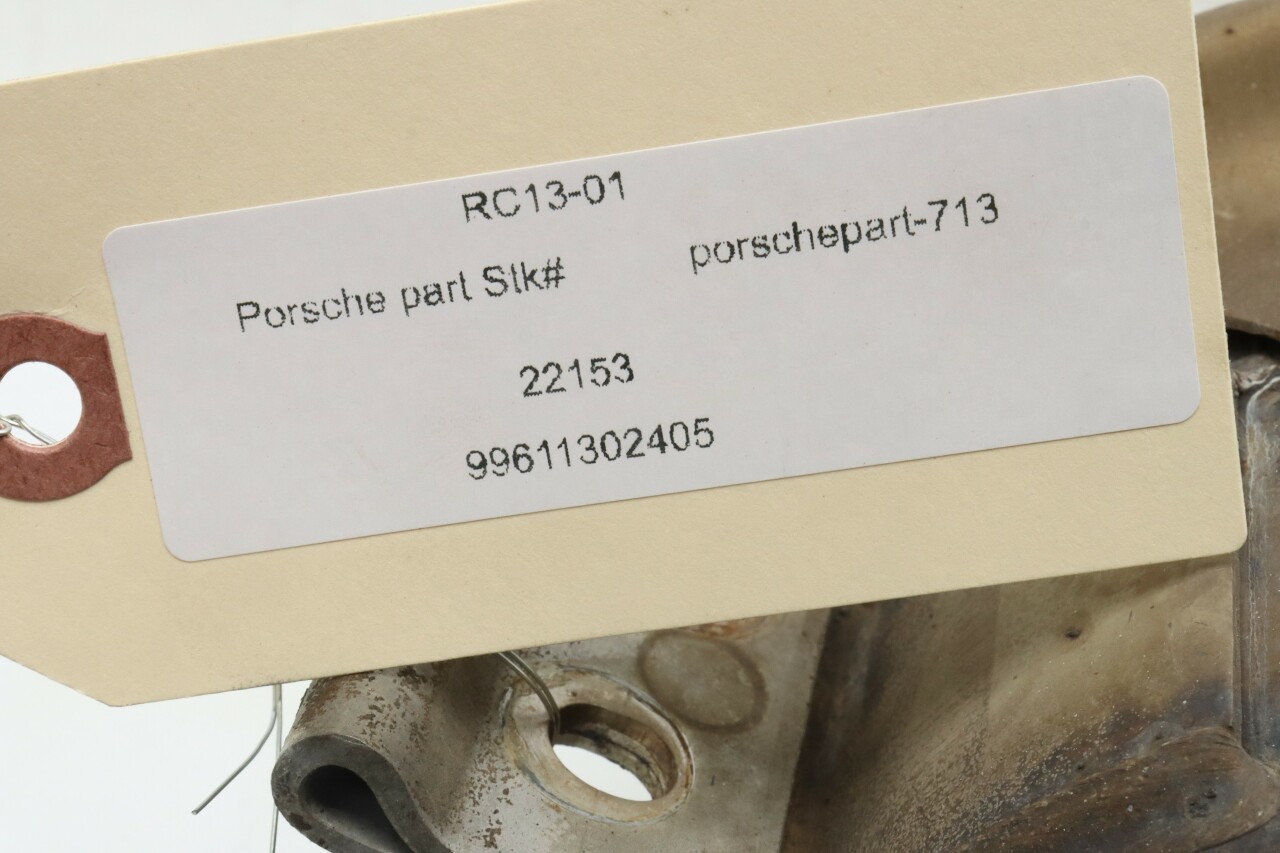 RC13-01
Porsche part Stk# porschepart-713
22153
99611302405